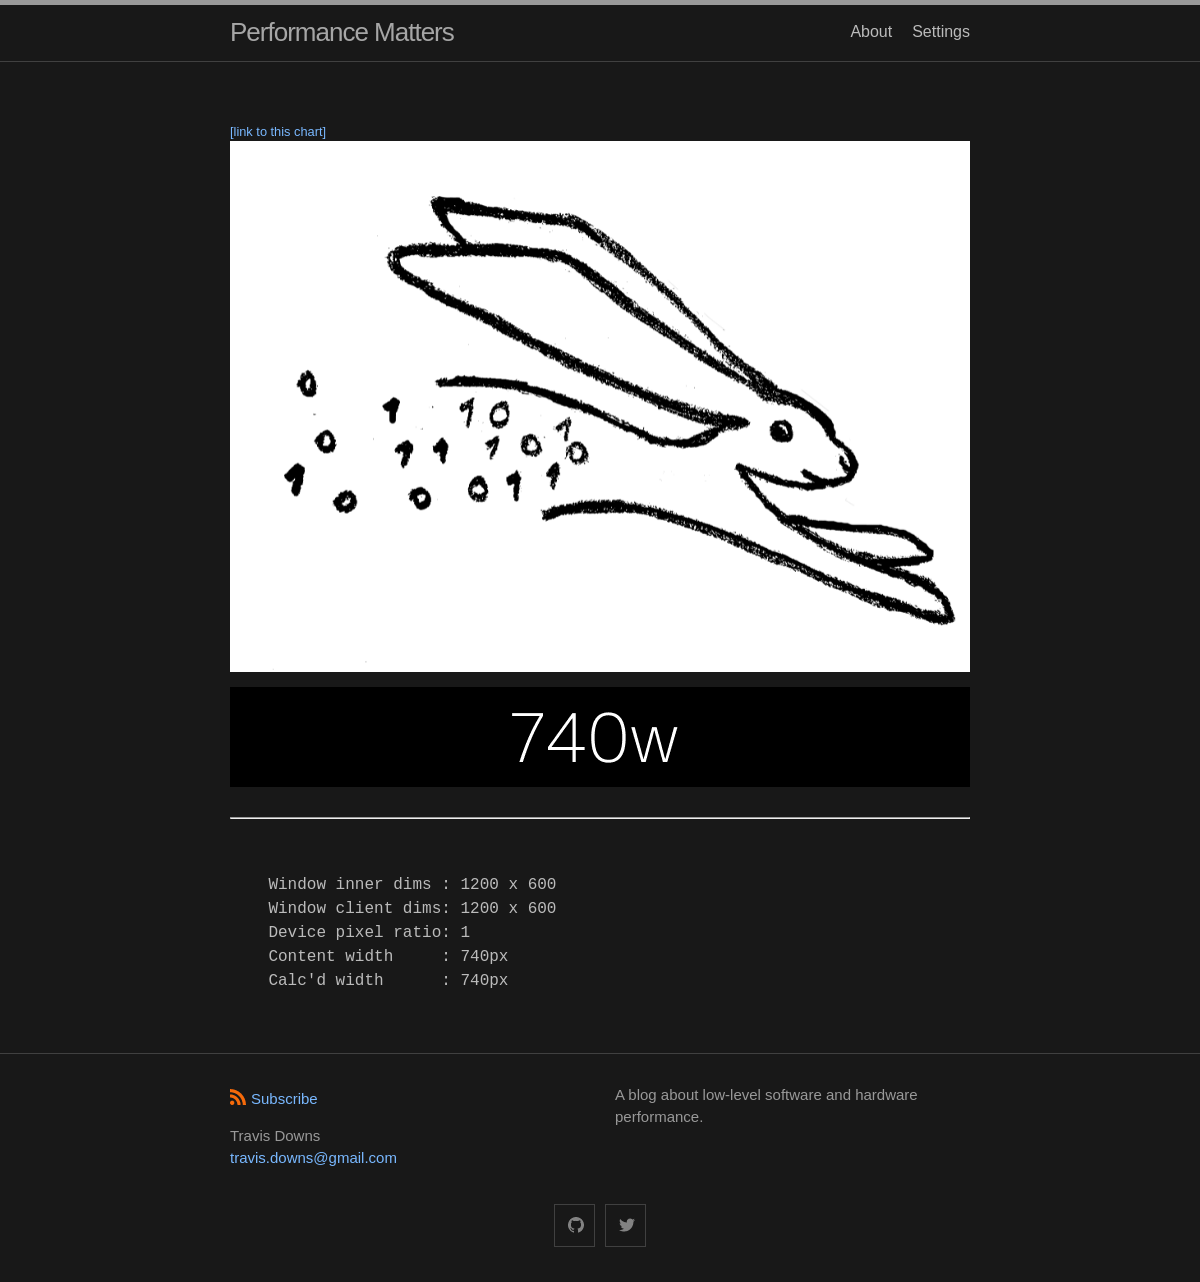 Performance Matters
About Settings
[link to this chart]
0
1 1 0 1
0 1 1 1 0 0
1 0 0 0 1 1
740w
Window inner dims : 1200 x 600
Window client dims: 1200 x 600
Device pixel ratio: 1
Content width     : 740px
Calc'd width      : 740px
Subscribe
Travis Downs
travis.downs@gmail.com
A blog about low-level software and hardware
performance.